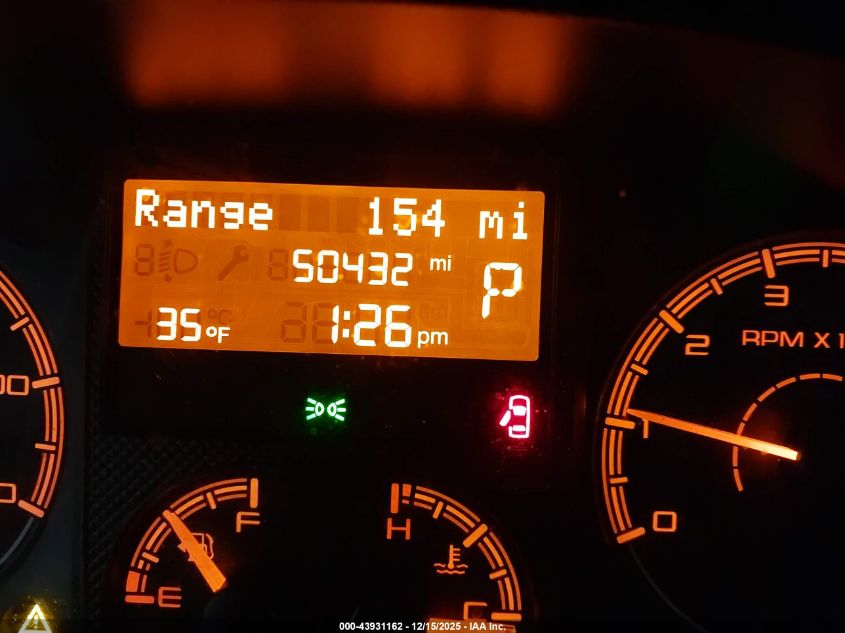 Range 154 mi
50432 mi
P
35°F 1:26 pm
3
2
RPM X 1
1
0
F
E
H
C
000-43931162 - 12/15/2025 - IAA Inc.